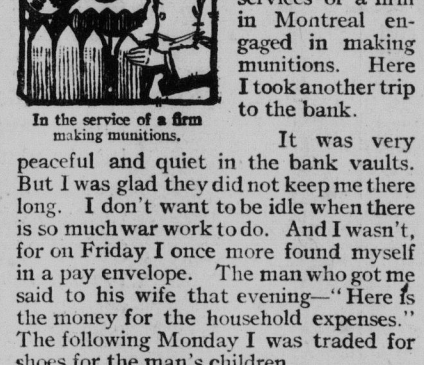 services of a firm
in Montreal en-
gaged in making
munitions. Here
I took another trip
to the bank.
In the service of a firm
making munitions.
It was very
peaceful and quiet in the bank vaults.
But I was glad they did not keep me there
long. I don't want to be idle when there
is so much war work to do. And I wasn't,
for on Friday I once more found myself
in a pay envelope. The man who got me
said to his wife that evening—"Here is
the money for the household expenses."
The following Monday I was traded for
shoes for the man's children